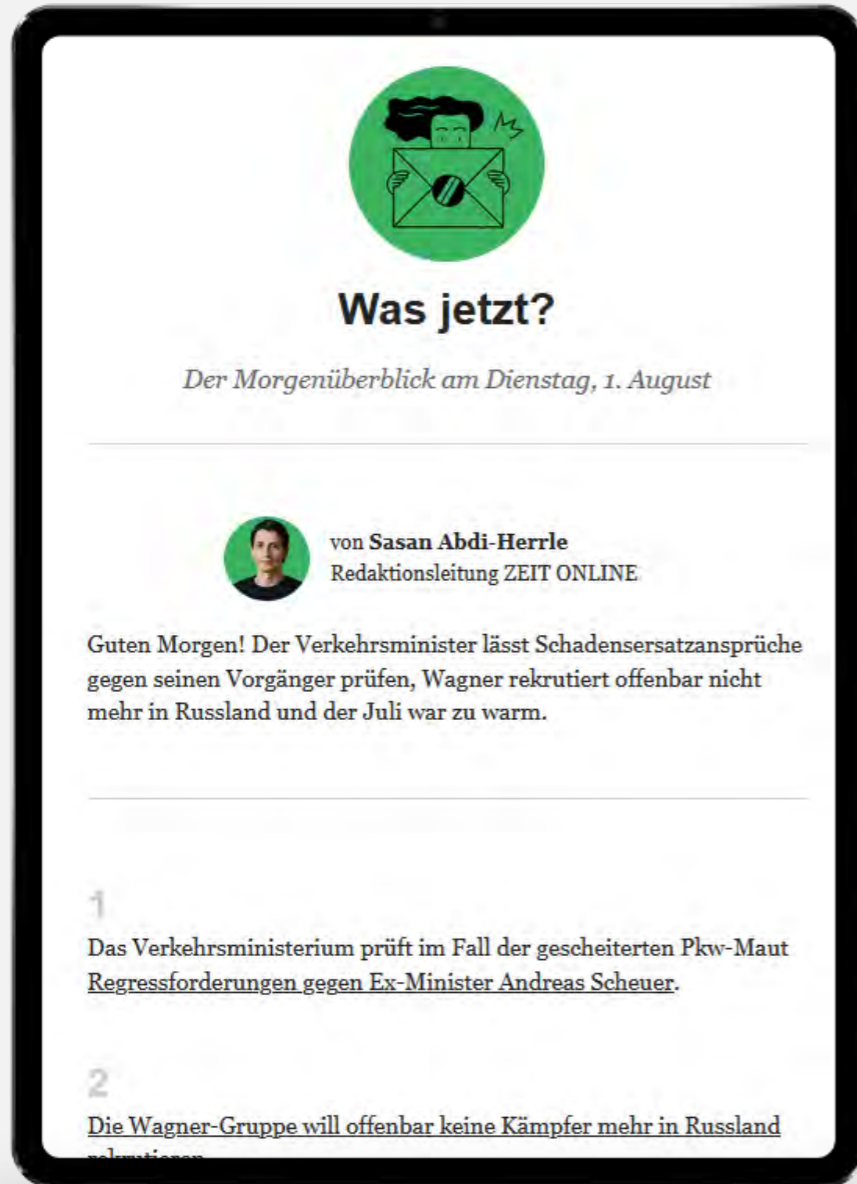 Was jetzt?
Der Morgenüberblick am Dienstag, 1. August
von Sasan Abdi-Herrle
Redaktionsleitung ZEIT ONLINE
Guten Morgen! Der Verkehrsminister lässt Schadensersatzansprüche
gegen seinen Vorgänger prüfen, Wagner rekrutiert offenbar nicht
mehr in Russland und der Juli war zu warm.
1
Das Verkehrsministerium prüft im Fall der gescheiterten Pkw-Maut
Regressforderungen gegen Ex-Minister Andreas Scheuer.
2
Die Wagner-Gruppe will offenbar keine Kämpfer mehr in Russland